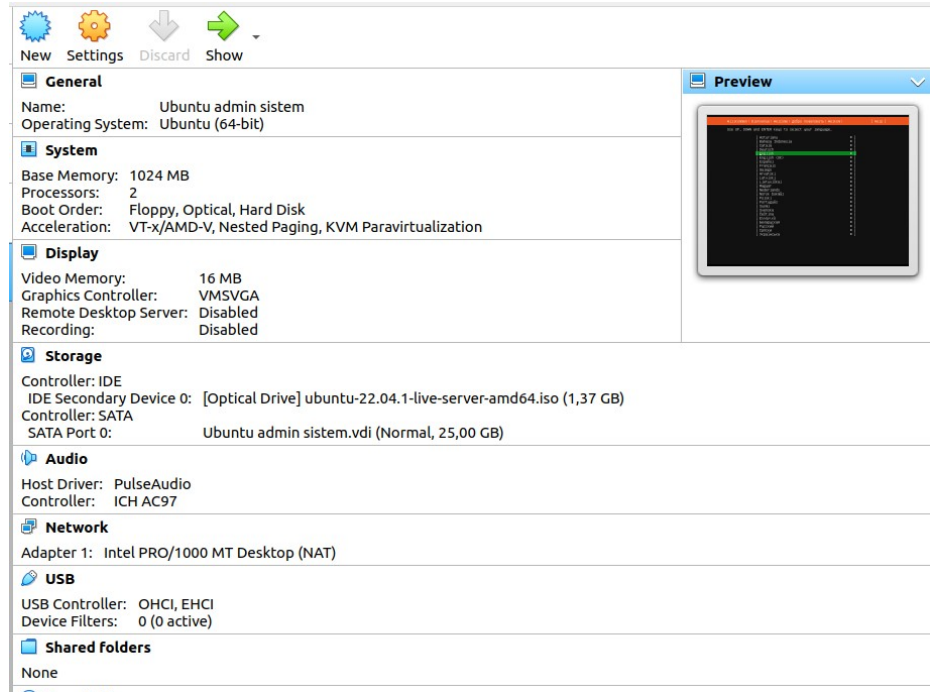 New Settings Discard Show
General
Name: Ubuntu admin sistem
Operating System: Ubuntu (64-bit)
Preview
System
Base Memory: 1024 MB
Processors: 2
Boot Order: Floppy, Optical, Hard Disk
Acceleration: VT-x/AMD-V, Nested Paging, KVM Paravirtualization
Display
Video Memory: 16 MB
Graphics Controller: VMSVGA
Remote Desktop Server: Disabled
Recording: Disabled
Storage
Controller: IDE
IDE Secondary Device 0: [Optical Drive] ubuntu-22.04.1-live-server-amd64.iso (1,37 GB)
Controller: SATA
SATA Port 0: Ubuntu admin sistem.vdi (Normal, 25,00 GB)
Audio
Host Driver: PulseAudio
Controller: ICH AC97
Network
Adapter 1: Intel PRO/1000 MT Desktop (NAT)
USB
USB Controller: OHCI, EHCI
Device Filters: 0 (0 active)
Shared folders
None